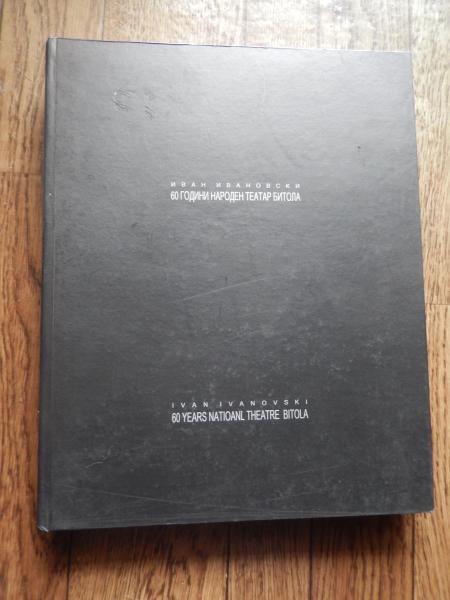 ИВАН ИВАНОВСКИ
60 ГОДИНИ НАРОДЕН ТЕАТАР БИТОЛА
IVAN IVANOVSKI
60 YEARS NATIOANL THEATRE BITOLA